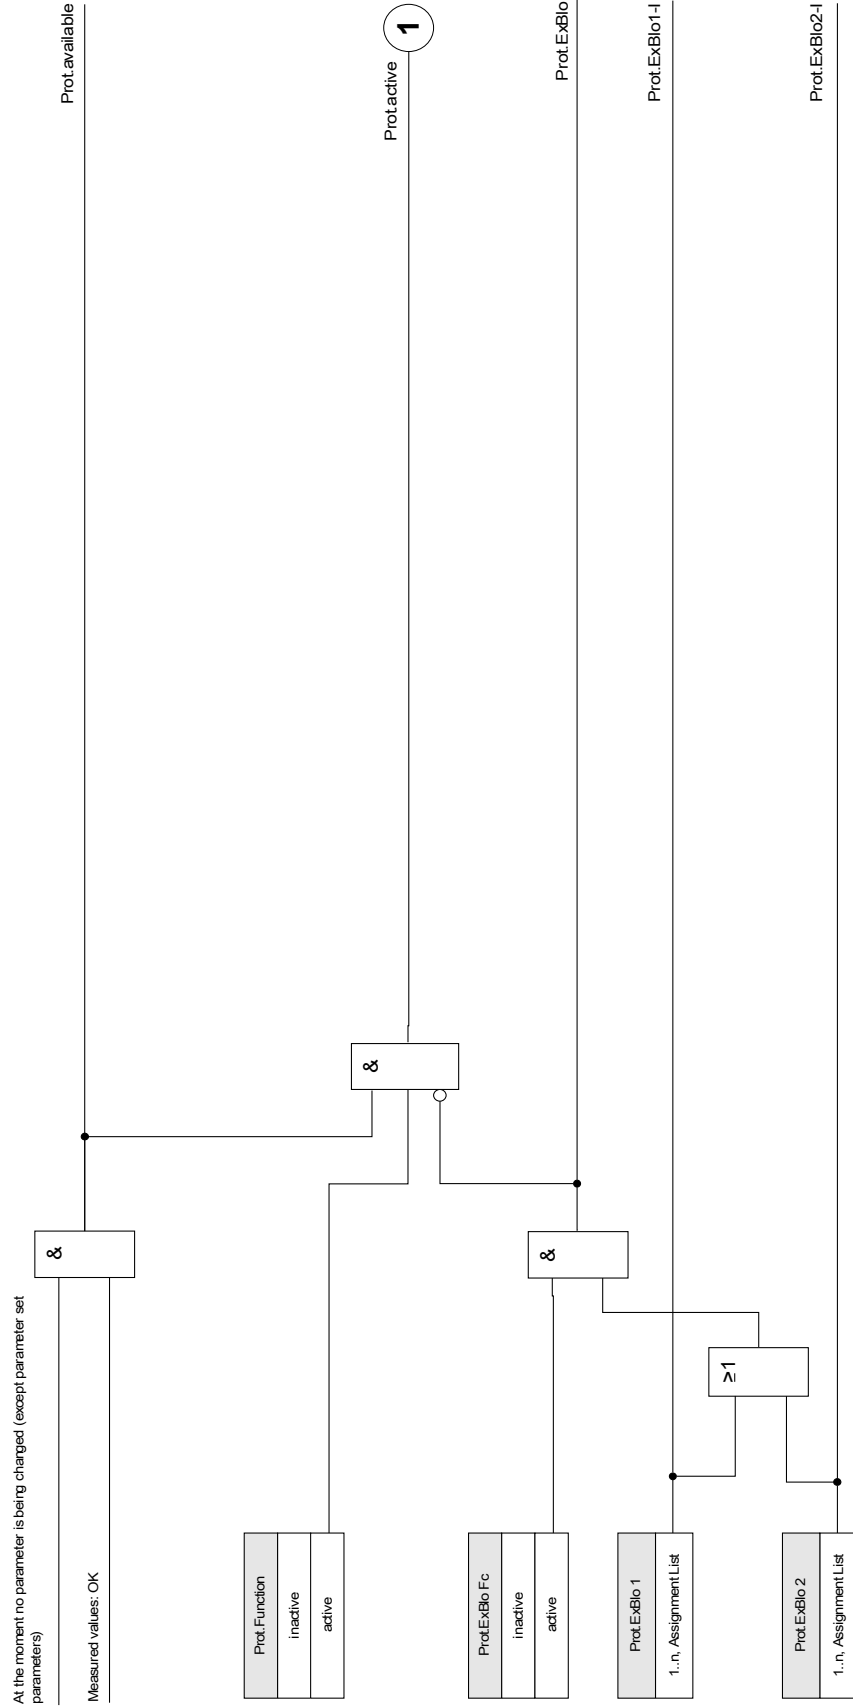 At the moment no parameter is being changed (except parameter set
parameters)
Measured values: OK
&
Prot.available
Prot.Function
inactive
active
&
Prot.active
1
Prot.ExBlo Fc
inactive
active
&
Prot.ExBlo
Prot.ExBlo 1
1..n, Assignment List
Prot.ExBlo1-I
≥1
Prot.ExBlo 2
1..n, Assignment List
Prot.ExBlo2-I